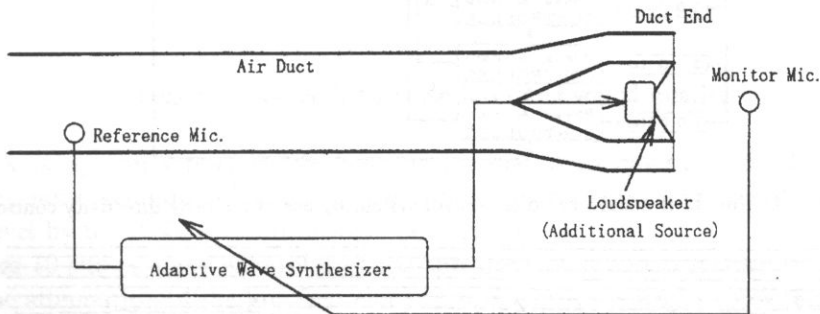 Duct End
Air Duct
Monitor Mic.
Reference Mic.
Loudspeaker
(Additional Source)
Adaptive Wave Synthesizer